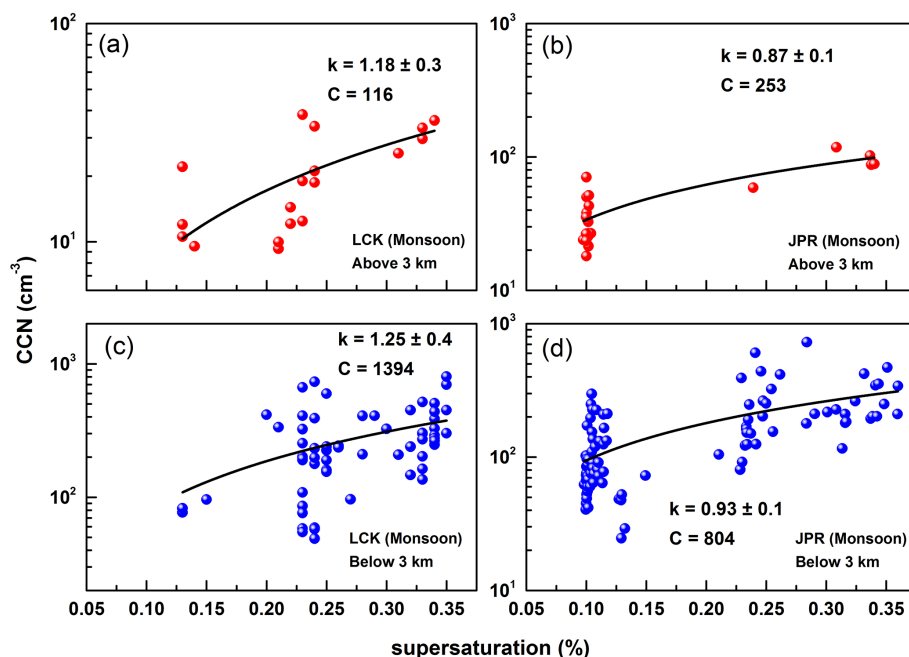 (a)
k = 1.18 ± 0.3
C = 116
LCK (Monsoon)
Above 3 km
10²
10¹
(b)
k = 0.87 ± 0.1
C = 253
JPR (Monsoon)
Above 3 km
10³
10²
10¹
CCN (cm⁻³)
(c)
k = 1.25 ± 0.4
C = 1394
LCK (Monsoon)
Below 3 km
10³
10²
0.05 0.10 0.15 0.20 0.25 0.30 0.35
(d)
k = 0.93 ± 0.1
C = 804
JPR (Monsoon)
Below 3 km
10³
10²
10¹
0.10 0.15 0.20 0.25 0.30 0.35
supersaturation (%)